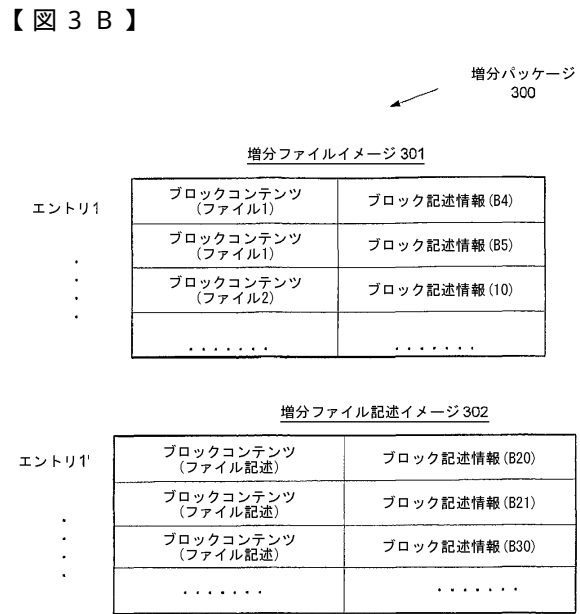 【図3B】
増分パッケージ
300
増分ファイルイメージ 301
エントリ1
ブロックコンテンツ
(ファイル1)
ブロック記述情報(B4)
ブロックコンテンツ
(ファイル1)
ブロック記述情報(B5)
ブロックコンテンツ
(ファイル2)
ブロック記述情報(10)
.......
.......
増分ファイル記述イメージ 302
エントリ1'
ブロックコンテンツ
(ファイル記述)
ブロック記述情報(B20)
ブロックコンテンツ
(ファイル記述)
ブロック記述情報(B21)
ブロックコンテンツ
(ファイル記述)
ブロック記述情報(B30)
.......
.......